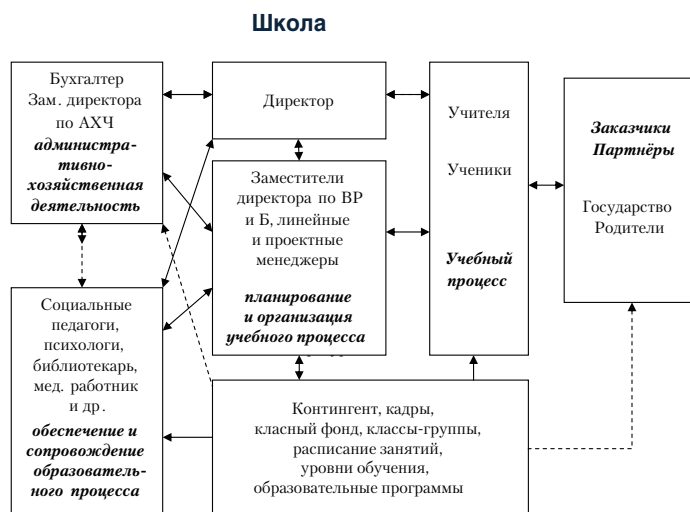 Школа
Бухгалтер
Зам. директора
по АХЧ
администра-
тивно-
хозяйственная
деятельность
Директор
Учителя
Ученики
Учебный
процесс
Заказчики
Партнёры
Государство
Родители
Заместители
директора по ВР
и Б, линейные
и проектные
менеджеры
планирование
и организация
учебного процесса
Социальные
педагоги,
психологи,
библиотекарь,
мед. работник
и др.
обеспечение и
сопровождение
образователь-
ного процесса
Контингент, кадры,
класный фонд, классы-группы,
расписание занятий,
уровни обучения,
образовательные программы